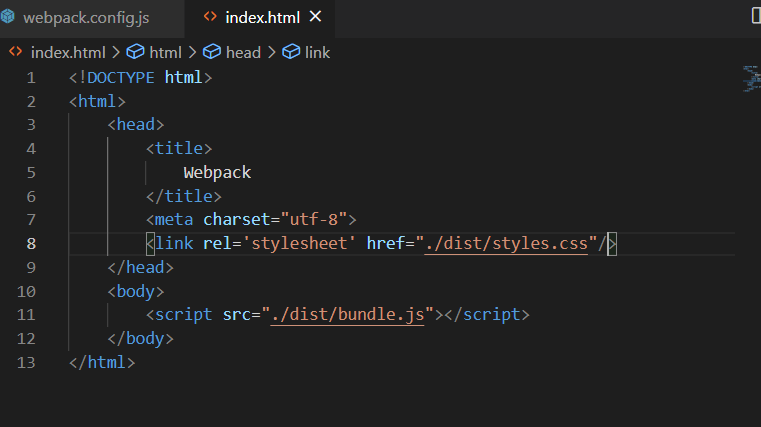 webpack.config.js
index.html
index.html > html > head > link
1 <!DOCTYPE html>
2 <html>
3     <head>
4         <title>
5             Webpack
6         </title>
7         <meta charset="utf-8">
8         <link rel='stylesheet' href="./dist/styles.css"/>
9     </head>
10     <body>
11         <script src="./dist/bundle.js"></script>
12     </body>
13 </html>